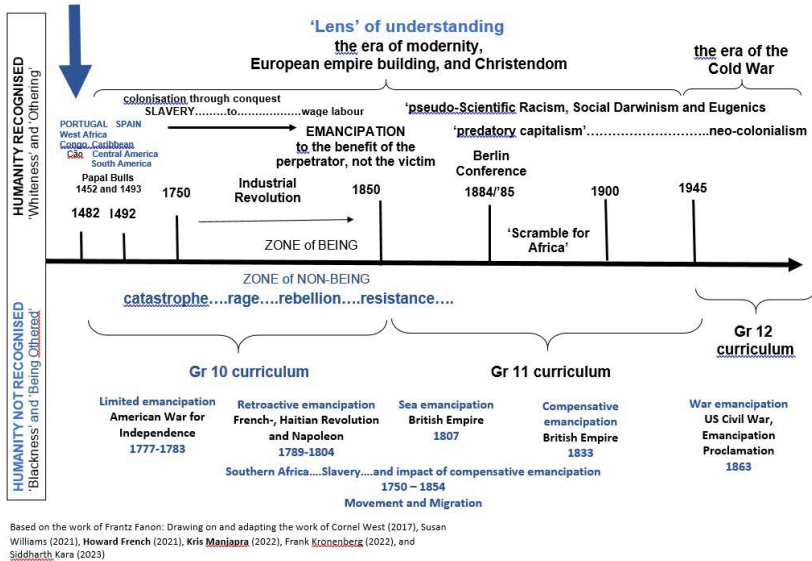 'Lens' of understanding
the era of modernity,
European empire building, and Christendom
the era of the
Cold War
HUMANITY RECOGNISED
'Whiteness' and 'Othering'
colonisation through conquest
SLAVERY.........to..................wage labour
'pseudo-Scientific Racism, Social Darwinism and Eugenics
'predatory capitalism'............................neo-colonialism
PORTUGAL SPAIN
West Africa
Congo Caribbean
Cão Central America
South America
EMANCIPATION
to the benefit of the
perpetrator, not the victim
Papal Bulls
1452 and 1493
Berlin
Conference
1482
1492
1750
Industrial
Revolution
1850
1884/'85
1900
1945
'Scramble for
Africa'
ZONE of BEING
ZONE of NON-BEING
catastrophe....rage....rebellion....resistance....
HUMANITY NOT RECOGNISED
'Blackness' and 'Being Othered'
Gr 10 curriculum
Gr 11 curriculum
Gr 12
curriculum
Limited emancipation
American War for
Independence
1777-1783
Retroactive emancipation
French-, Haitian Revolution
and Napoleon
1789-1804
Sea emancipation
British Empire
1807
Compensative
emancipation
British Empire
1833
War emancipation
US Civil War,
Emancipation
Proclamation
1863
Southern Africa....Slavery....and impact of compensative emancipation
1750 – 1854
Movement and Migration
Based on the work of Frantz Fanon: Drawing on and adapting the work of Cornel West (2017), Susan
Williams (2021), Howard French (2021), Kris Manjapra (2022), Frank Kronenberg (2022), and
Siddharth Kara (2023)